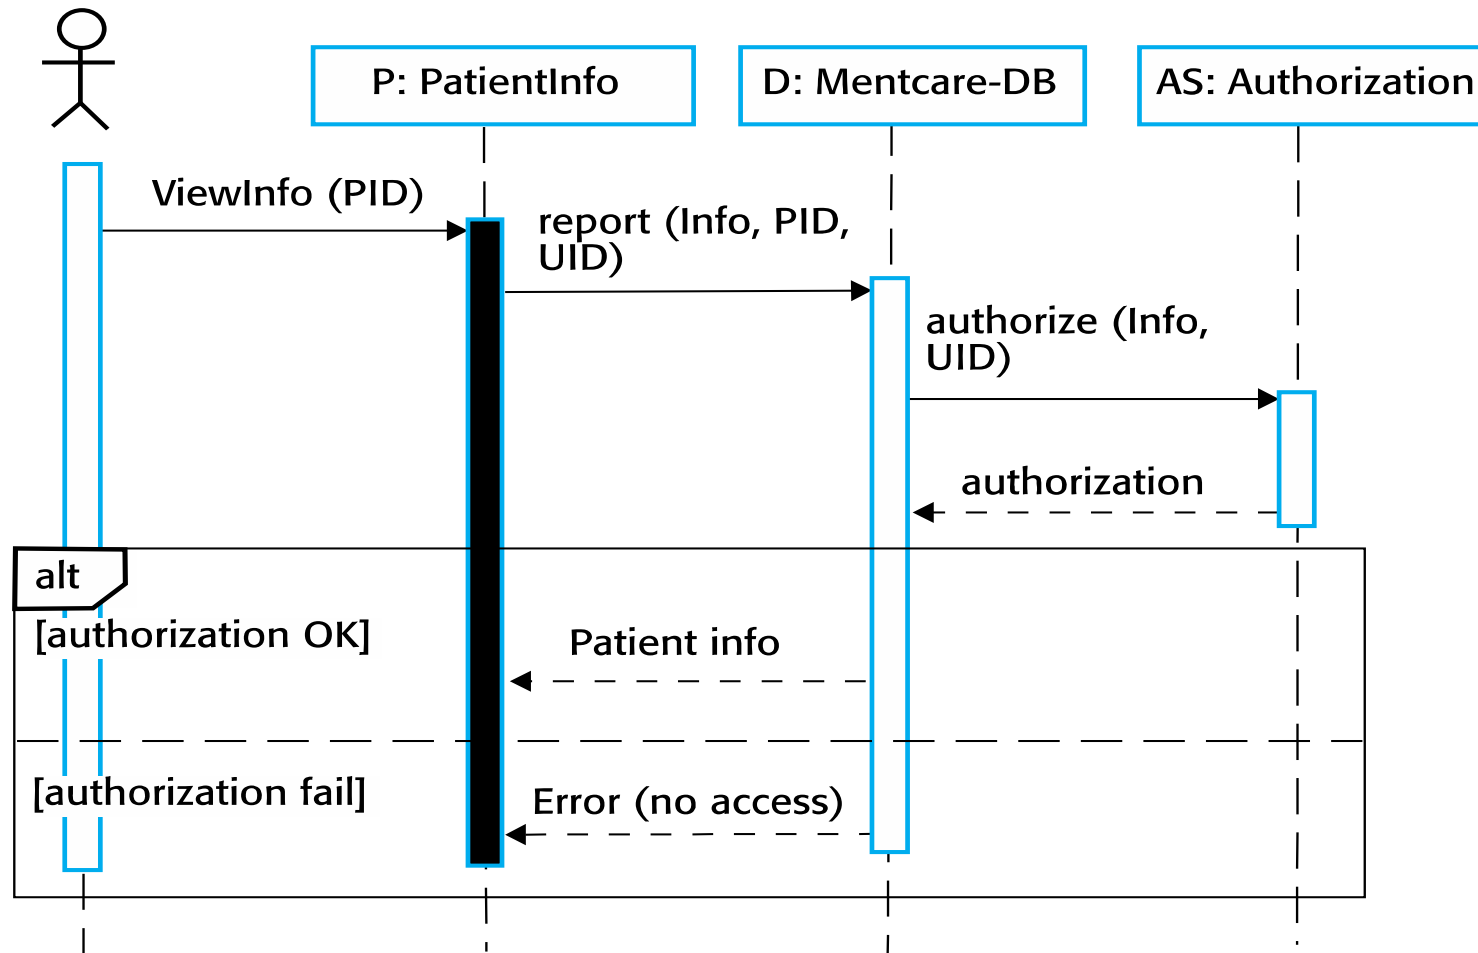 P: PatientInfo
D: Mentcare-DB
AS: Authorization
ViewInfo (PID)
report (Info, PID,
UID)
authorize (Info,
UID)
authorization
alt
[authorization OK]
Patient info
[authorization fail]
Error (no access)